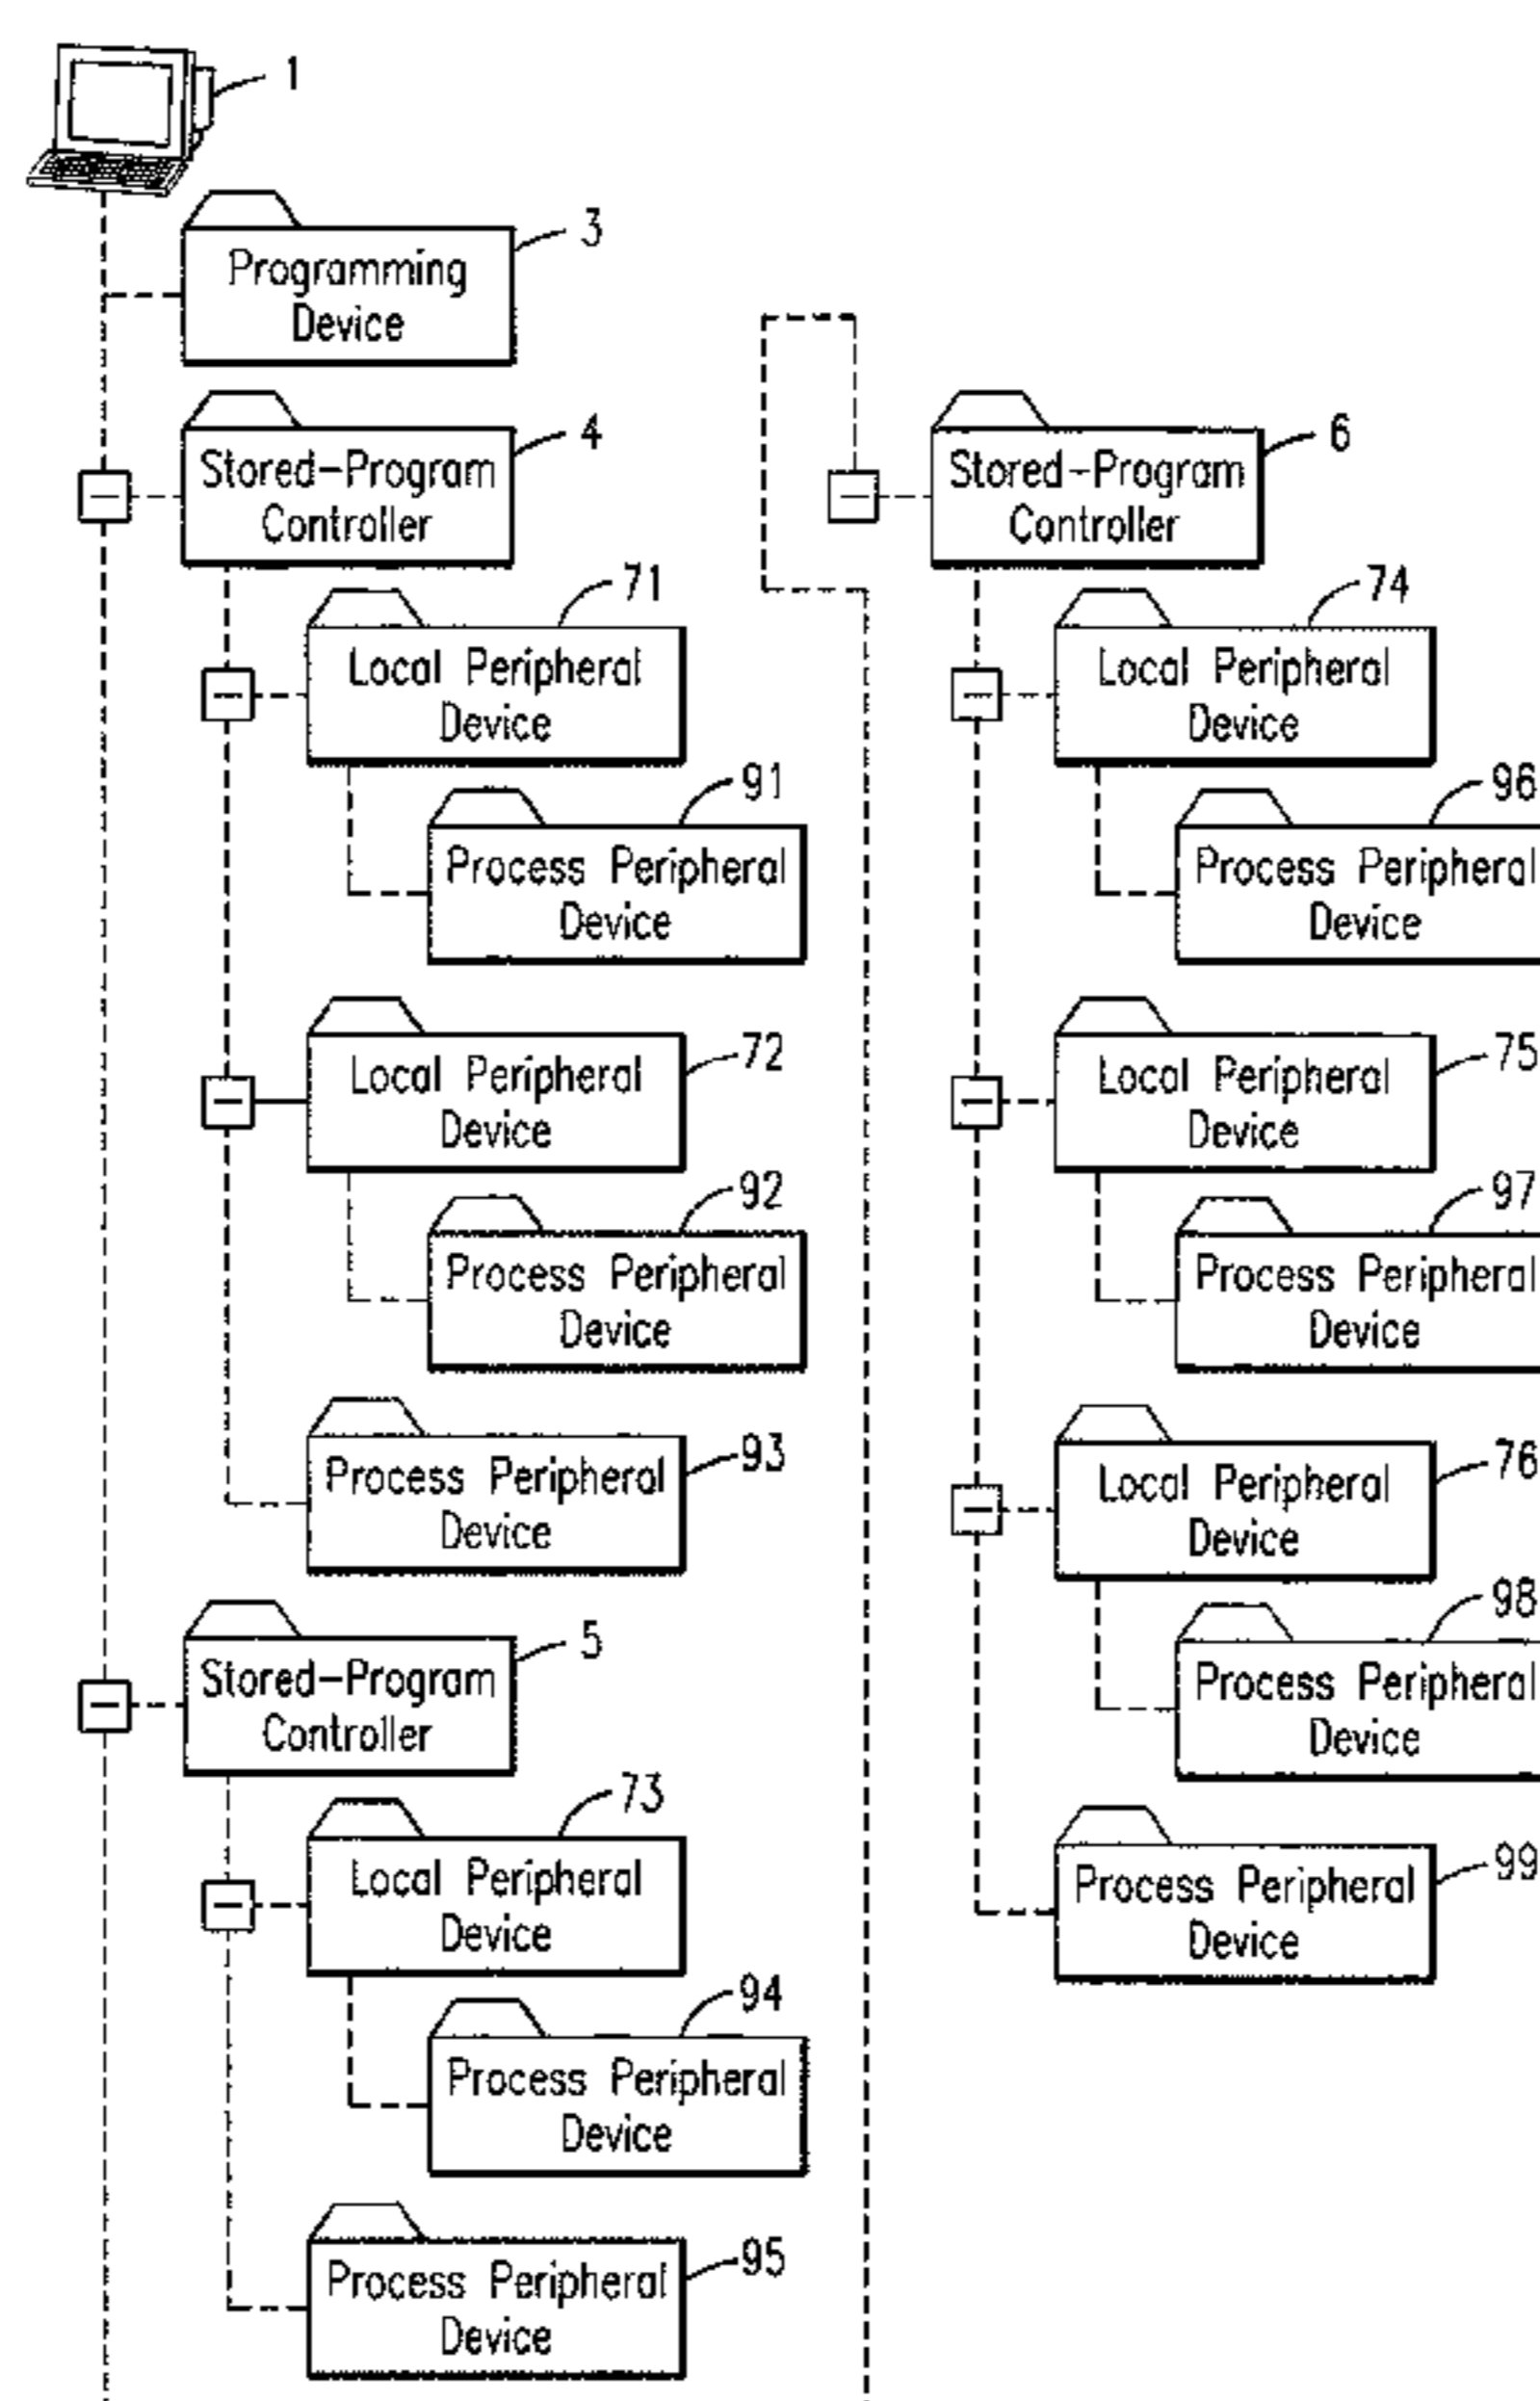 1
3
Programming
Device
4
Stored-Program
Controller
71
Local Peripheral
Device
91
Process Peripheral
Device
72
Local Peripheral
Device
92
Process Peripheral
Device
93
Process Peripheral
Device
5
Stored-Program
Controller
73
Local Peripheral
Device
94
Process Peripheral
Device
95
Process Peripheral
Device
6
Stored-Program
Controller
74
Local Peripheral
Device
96
Process Peripheral
Device
75
Local Peripheral
Device
97
Process Peripheral
Device
76
Local Peripheral
Device
98
Process Peripheral
Device
99
Process Peripheral
Device